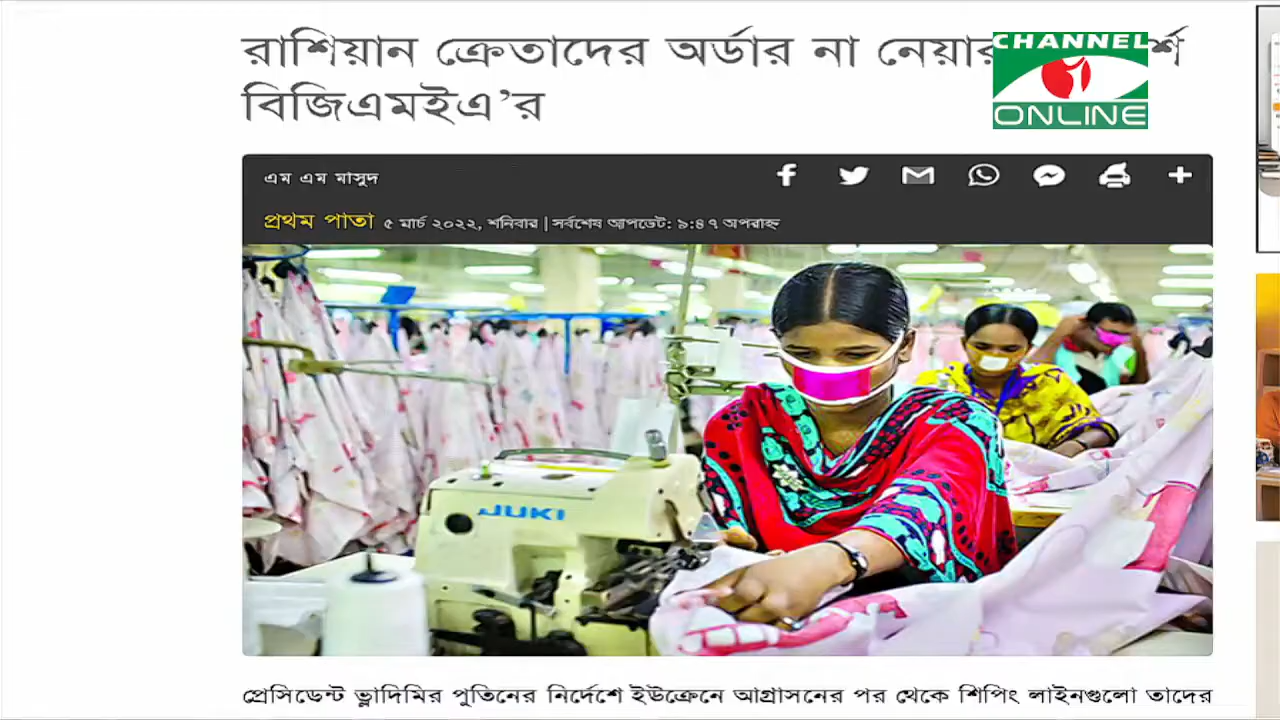 রাশিয়ান ক্রেতাদের অর্ডার না নেয়ার
বিজিএমইএ’র
CHANNEL
ONLINE
এম এম মাসুদ
প্রথম পাতা ৫ মার্চ ২০২২, শনিবার | সর্বশেষ আপডেট: ৯:৪৭ অপরাহ্ন
JUKI
প্রেসিডেন্ট ভ্লাদিমির পুতিনের নির্দেশে ইউক্রেনে আগ্রাসনের পর থেকে শিপিং লাইনগুলো তাদের